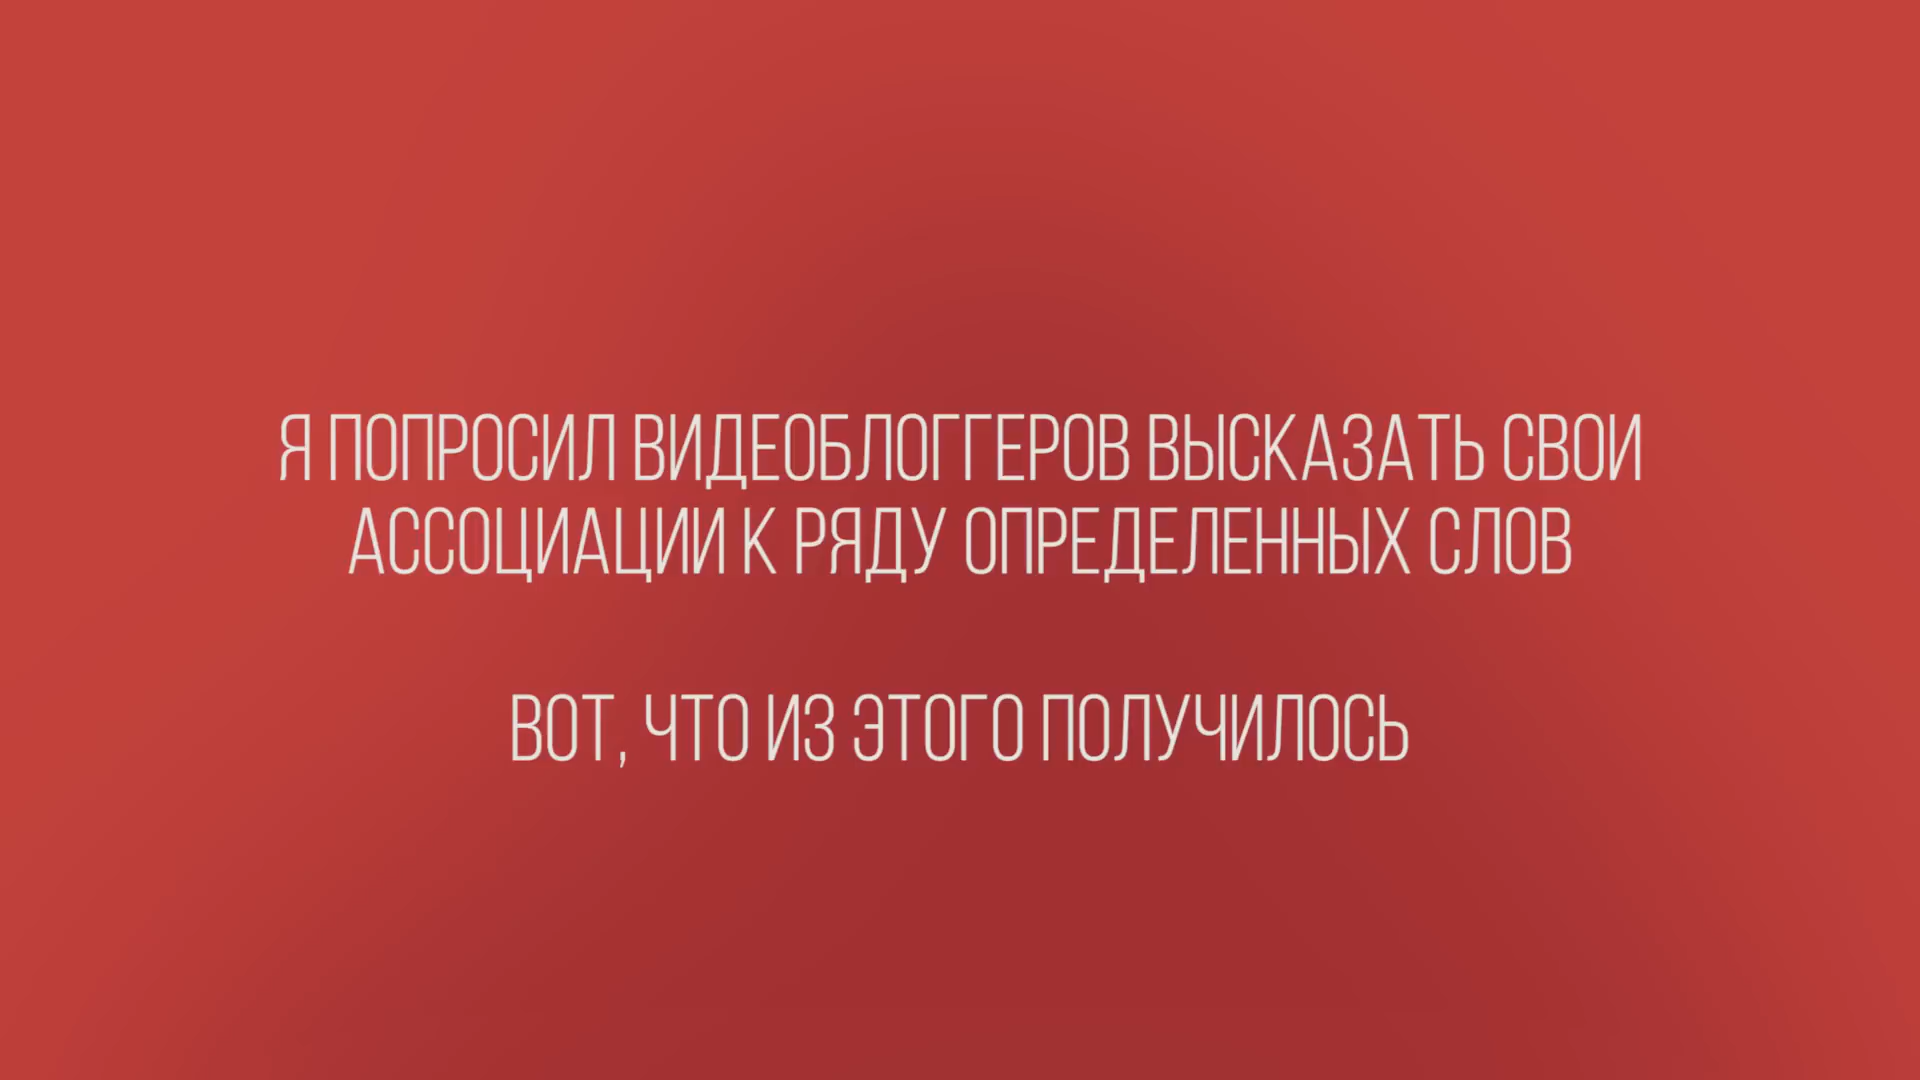 Я ПОПРОСИЛ ВИДЕОБЛОГГЕРОВ ВЫСКАЗАТЬ СВОИ
АССОЦИАЦИИ К РЯДУ ОПРЕДЕЛЕННЫХ СЛОВ
ВОТ, ЧТО ИЗ ЭТОГО ПОЛУЧИЛОСЬ